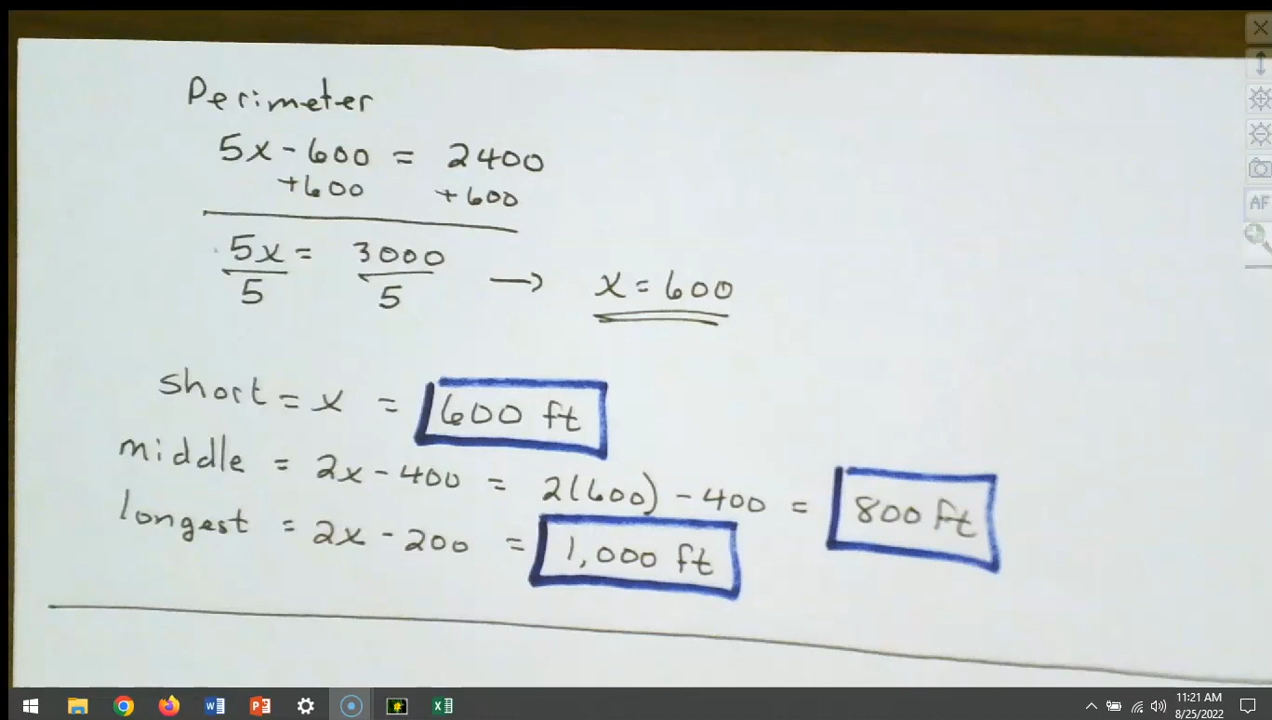 Perimeter
5x - 600 = 2400
+600 +600
5x = 3000
5 5 → x = 600
short = x = 600 ft
middle = 2x - 400 = 2(600) - 400 = 800 ft
longest = 2x - 200 = 1,000 ft
AF
11:21 AM
8/25/2022